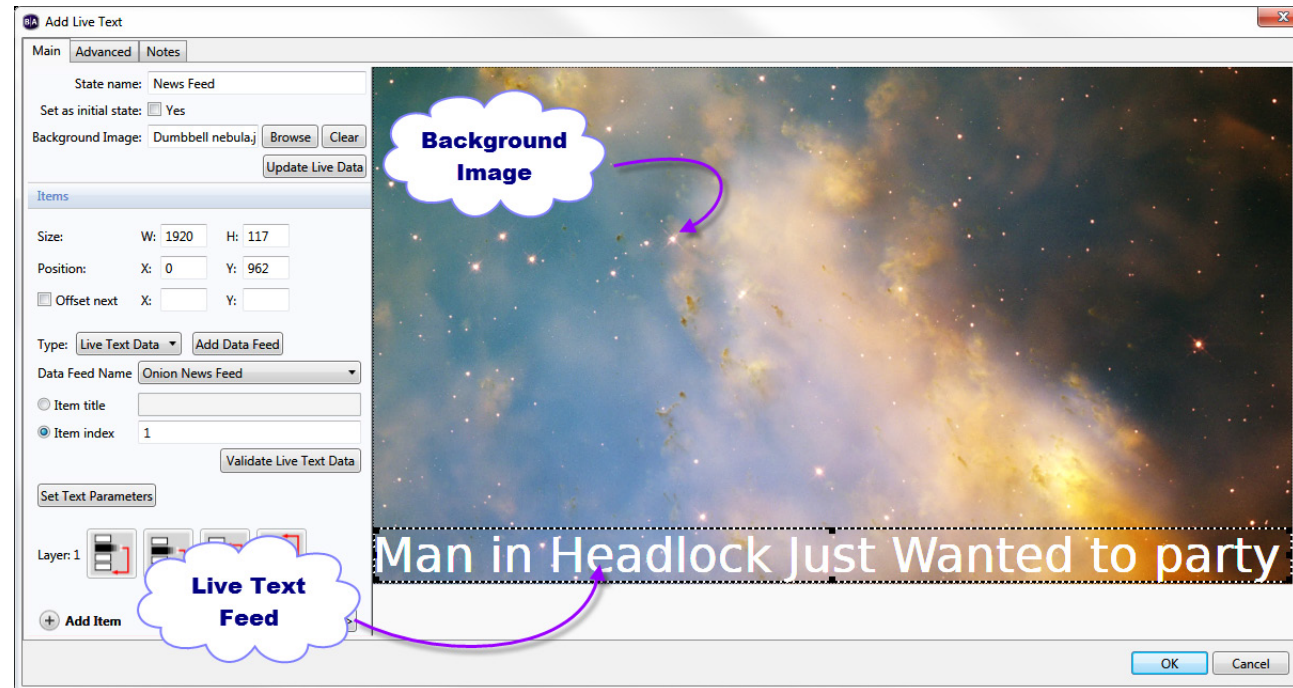 B|A Add Live Text X
Main Advanced Notes
State name: News Feed
Set as initial state: Yes
Background Image: Dumbbell nebula.j Browse Clear
Update Live Data
Items
Size: W: 1920 H: 117
Position: X: 0 Y: 962
Offset next X: Y:
Type: Live Text Data Add Data Feed
Data Feed Name Onion News Feed
Item title
Item index 1
Validate Live Text Data
Set Text Parameters
Layer: 1
+ Add Item
Background
Image
Man in Headlock Just Wanted to party
Live Text
Feed
OK Cancel